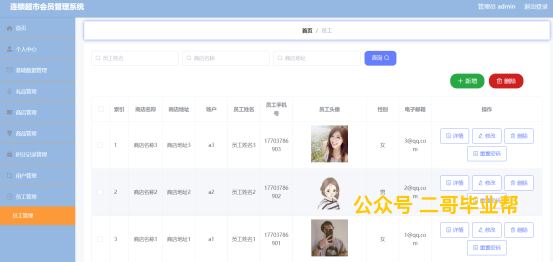 连锁超市会员管理系统
管理员 admin
退出登录
首页
个人中心
基础数据管理
礼品管理
商店管理
商品管理
积分记录管理
用户管理
员工管理
员工管理
首页 / 员工
员工姓名
商店名称
商店地址
查询
+ 新增
删除
索引 商店名称 商店地址 账户 员工姓名 员工手机号 员工头像 性别 电子邮箱 操作
1 商店名称3 商店地址3 a3 员工姓名3 17703786903 女 3@qq.com 详情 修改 删除
重置密码
2 商店名称2 商店地址2 a2 员工姓名2 17703786902 男 2@qq.com 详情 修改 删除
重置密码
3 商店名称1 商店地址1 a1 员工姓名1 17703786901 女 1@qq.com 详情 修改 删除
重置密码
公众号 二哥毕业帮